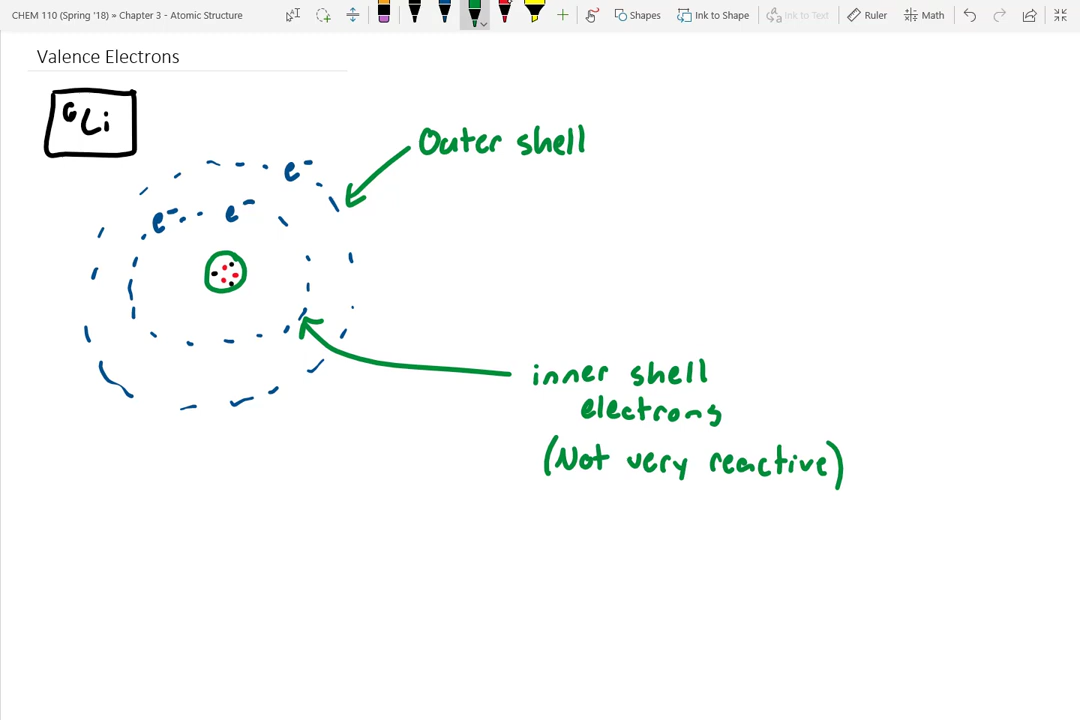 CHEM 110 (Spring '18) » Chapter 3 - Atomic Structure
Shapes
Ink to Shape
Ink to Text
Ruler
Math
Valence Electrons
⁶Li
Outer shell
e⁻
e⁻ e⁻
inner shell
electrons
(Not very reactive)